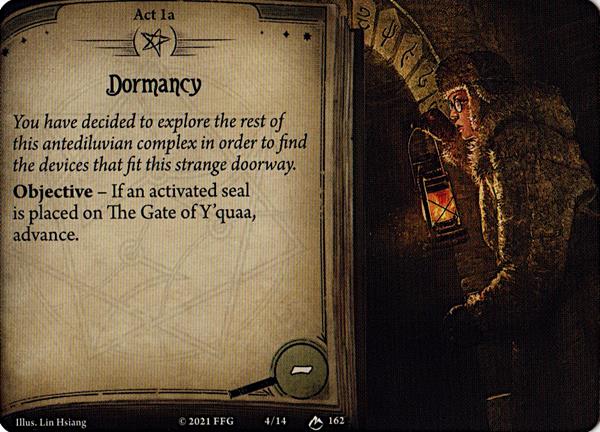 Act 1a
Dormancy
You have decided to explore the rest of
this antediluvian complex in order to find
the devices that fit this strange doorway.
Objective – If an activated seal
is placed on The Gate of Y'quaa,
advance.
–
Illus. Lin Hsiang
© 2021 FFG
4/14
162